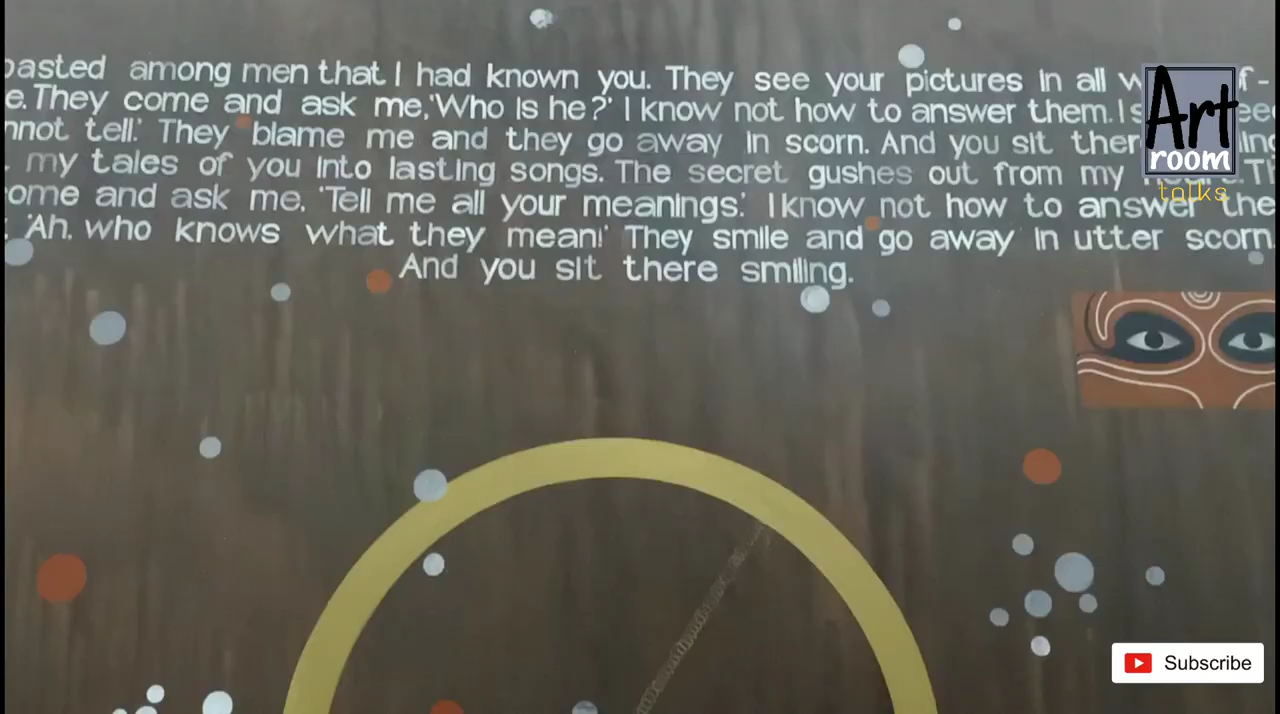 asted among men that I had known you. They see your pictures in all
e. They come and ask me, 'Who is he?' I know not how to answer them. I
not tell.' They blame me and they go away in scorn. And you sit
my tales of you into lasting songs. The secret gushes out from my
ome and ask me, 'Tell me all your meanings.' I know not how to answer the
'Ah, who knows what they mean!' They smile and go away in utter scorn.
And you sit there smiling.
Art
room
talks
Subscribe